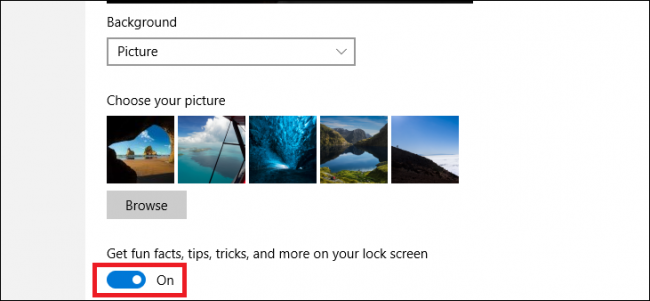 Background
Picture
Choose your picture
Browse
Get fun facts, tips, tricks, and more on your lock screen
On